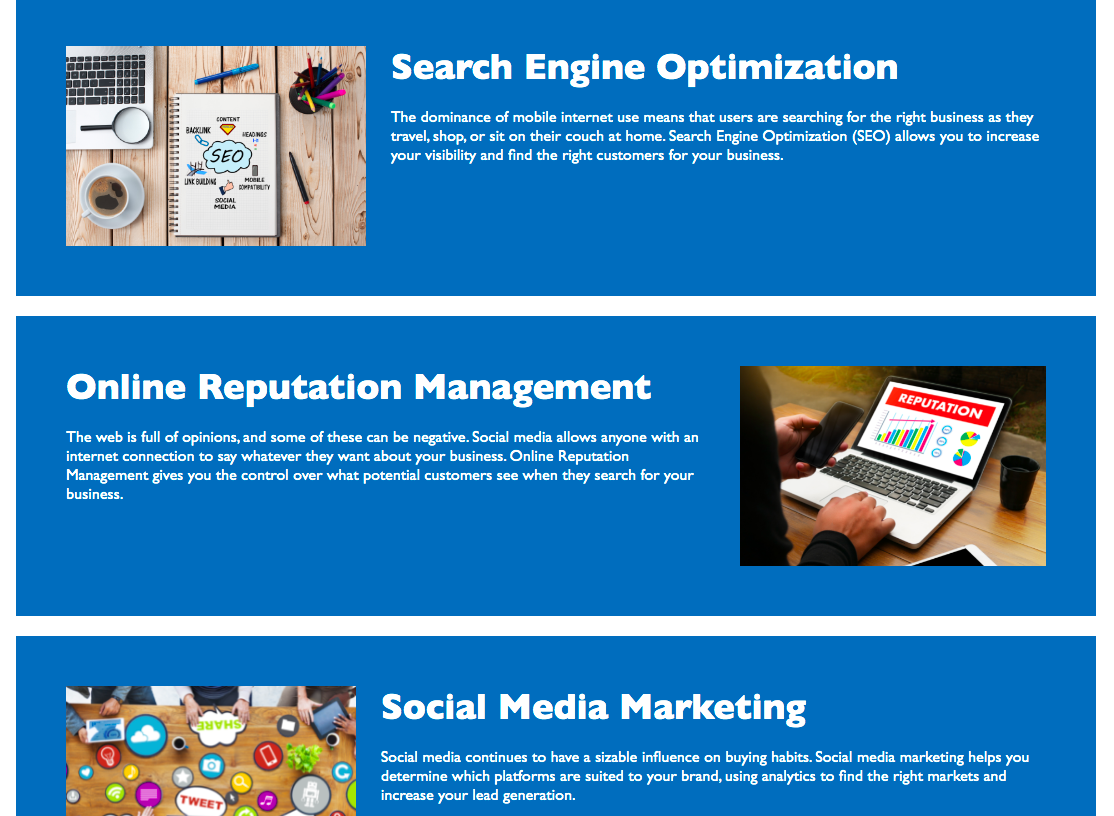 Search Engine Optimization
The dominance of mobile internet use means that users are searching for the right business as they
travel, shop, or sit on their couch at home. Search Engine Optimization (SEO) allows you to increase
your visibility and find the right customers for your business.
CONTENT
BACKLINK
HEADINGS
SEO
LINK BUILDING
MOBILE
COMPATIBILITY
SOCIAL
MEDIA
Online Reputation Management
The web is full of opinions, and some of these can be negative. Social media allows anyone with an
internet connection to say whatever they want about your business. Online Reputation
Management gives you the control over what potential customers see when they search for your
business.
REPUTATION
Social Media Marketing
Social media continues to have a sizable influence on buying habits. Social media marketing helps you
determine which platforms are suited to your brand, using analytics to find the right markets and
increase your lead generation.
SHARE
TWEET